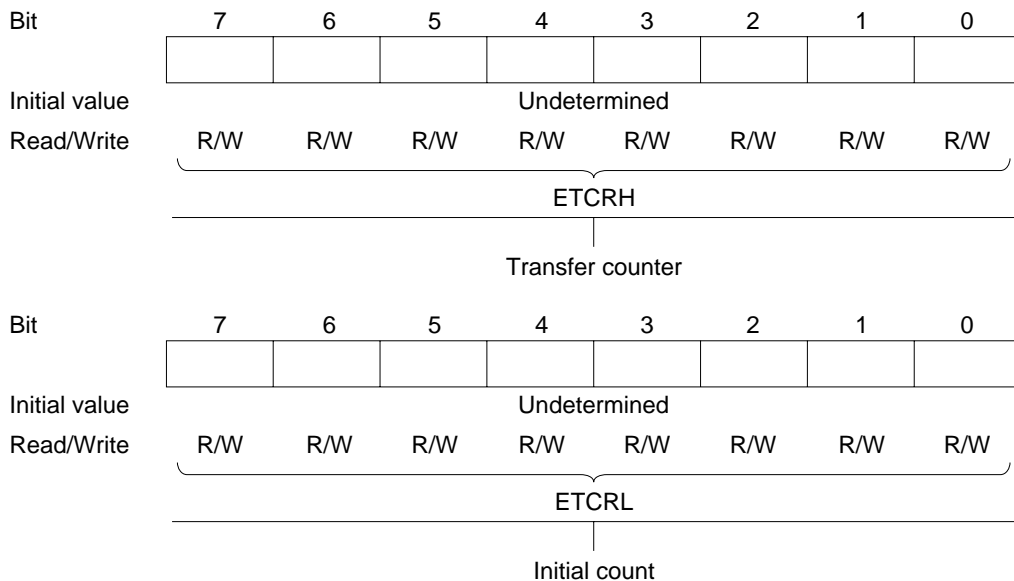 Bit 7 6 5 4 3 2 1 0
Initial value Undetermined
Read/Write R/W R/W R/W R/W R/W R/W R/W R/W
ETCRH
Transfer counter
Bit 7 6 5 4 3 2 1 0
Initial value Undetermined
Read/Write R/W R/W R/W R/W R/W R/W R/W R/W
ETCRL
Initial count